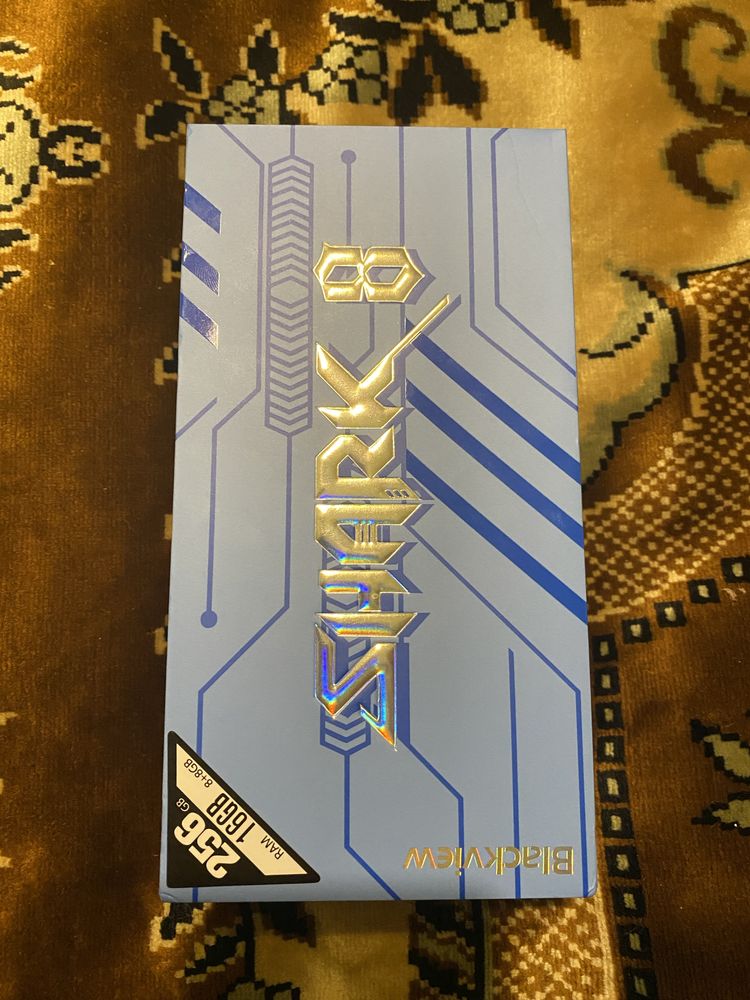 SHARK 8
256 GB
RAM 16GB 8+8GB
Blackview